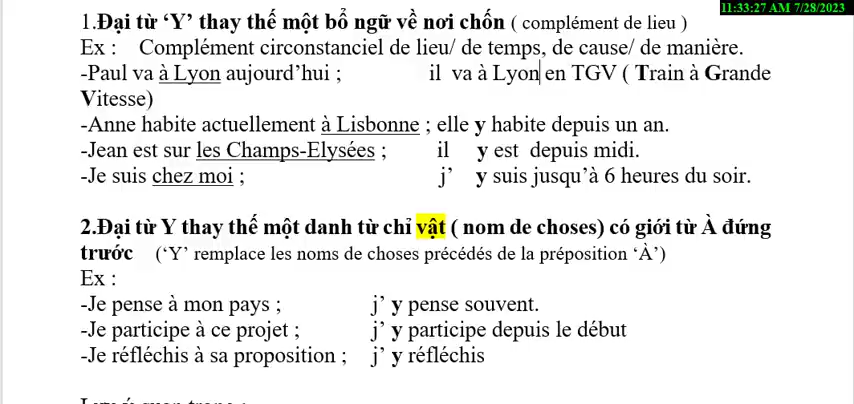 11:33:27 AM 7/28/2023
1.Đại từ ‘Y’ thay thế một bổ ngữ về nơi chốn ( complément de lieu )
Ex : Complément circonstanciel de lieu/ de temps, de cause/ de manière.
-Paul va à Lyon aujourd’hui ; il va à Lyon en TGV ( Train à Grande
Vitesse)
-Anne habite actuellement à Lisbonne ; elle y habite depuis un an.
-Jean est sur les Champs-Elysées ; il y est depuis midi.
-Je suis chez moi ; j’ y suis jusqu’à 6 heures du soir.
2.Đại từ Y thay thế một danh từ chỉ vật ( nom de choses) có giới từ À đứng
trước (‘Y’ remplace les noms de choses précédés de la préposition ‘À’)
Ex :
-Je pense à mon pays ; j’ y pense souvent.
-Je participe à ce projet ; j’ y participe depuis le début
-Je réfléchis à sa proposition ; j’ y réfléchis